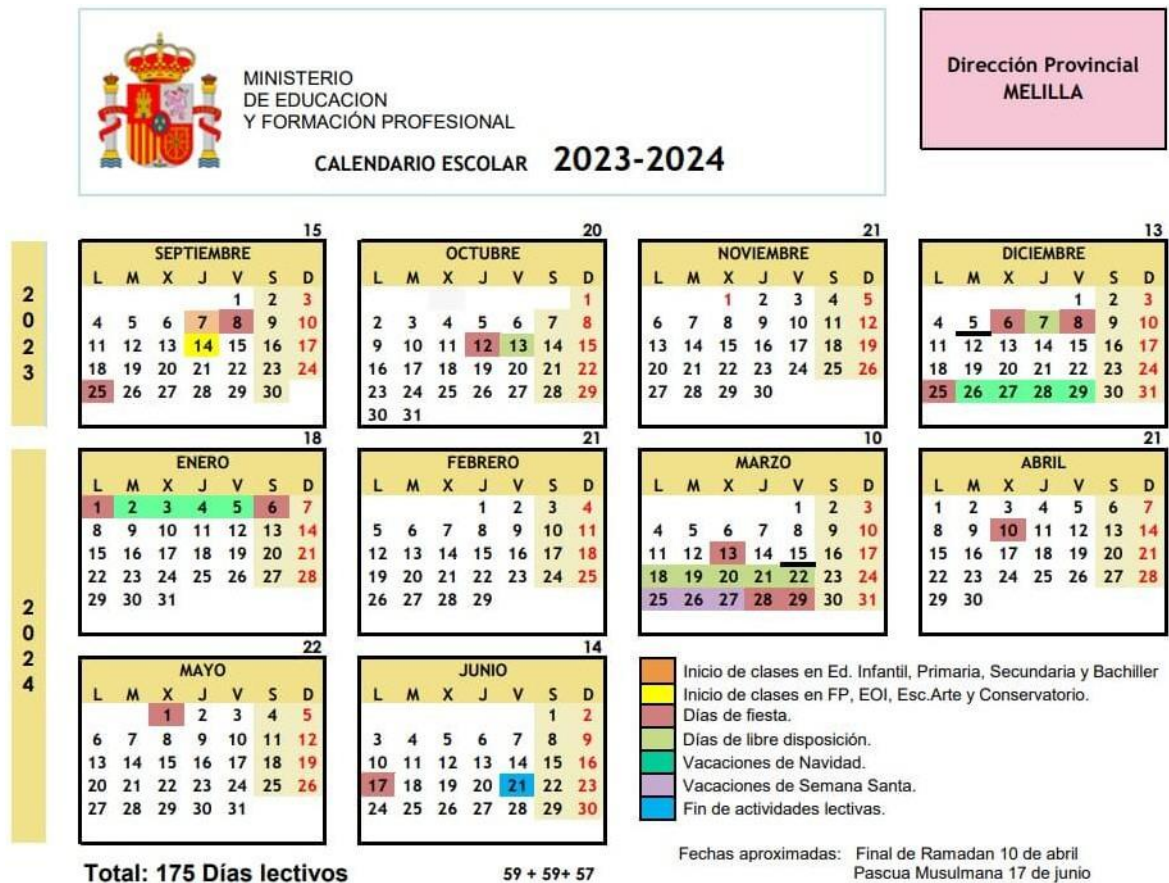 MINISTERIO
DE EDUCACION
Y FORMACIÓN PROFESIONAL
CALENDARIO ESCOLAR 2023-2024
Dirección Provincial
MELILLA
2023
15
SEPTIEMBRE
L M X J V S D
1 2 3
4 5 6 7 8 9 10
11 12 13 14 15 16 17
18 19 20 21 22 23 24
25 26 27 28 29 30
20
OCTUBRE
L M X J V S D
1
2 3 4 5 6 7 8
9 10 11 12 13 14 15
16 17 18 19 20 21 22
23 24 25 26 27 28 29
30 31
21
NOVIEMBRE
L M X J V S D
1 2 3 4 5
6 7 8 9 10 11 12
13 14 15 16 17 18 19
20 21 22 23 24 25 26
27 28 29 30
13
DICIEMBRE
L M X J V S D
1 2 3
4 5 6 7 8 9 10
11 12 13 14 15 16 17
18 19 20 21 22 23 24
25 26 27 28 29 30 31
2024
18
ENERO
L M X J V S D
1 2 3 4 5 6 7
8 9 10 11 12 13 14
15 16 17 18 19 20 21
22 23 24 25 26 27 28
29 30 31
21
FEBRERO
L M X J V S D
1 2 3 4
5 6 7 8 9 10 11
12 13 14 15 16 17 18
19 20 21 22 23 24 25
26 27 28 29
10
MARZO
L M X J V S D
1 2 3
4 5 6 7 8 9 10
11 12 13 14 15 16 17
18 19 20 21 22 23 24
25 26 27 28 29 30 31
21
ABRIL
L M X J V S D
1 2 3 4 5 6 7
8 9 10 11 12 13 14
15 16 17 18 19 20 21
22 23 24 25 26 27 28
29 30
22
MAYO
L M X J V S D
1 2 3 4 5
6 7 8 9 10 11 12
13 14 15 16 17 18 19
20 21 22 23 24 25 26
27 28 29 30 31
14
JUNIO
L M X J V S D
1 2
3 4 5 6 7 8 9
10 11 12 13 14 15 16
17 18 19 20 21 22 23
24 25 26 27 28 29 30
Inicio de clases en Ed. Infantil, Primaria, Secundaria y Bachiller
Inicio de clases en FP, EOI, Esc.Arte y Conservatorio.
Días de fiesta.
Días de libre disposición.
Vacaciones de Navidad.
Vacaciones de Semana Santa.
Fin de actividades lectivas.
Total: 175 Días lectivos
59 + 59+ 57
Fechas aproximadas: Final de Ramadan 10 de abril
Pascua Musulmana 17 de junio